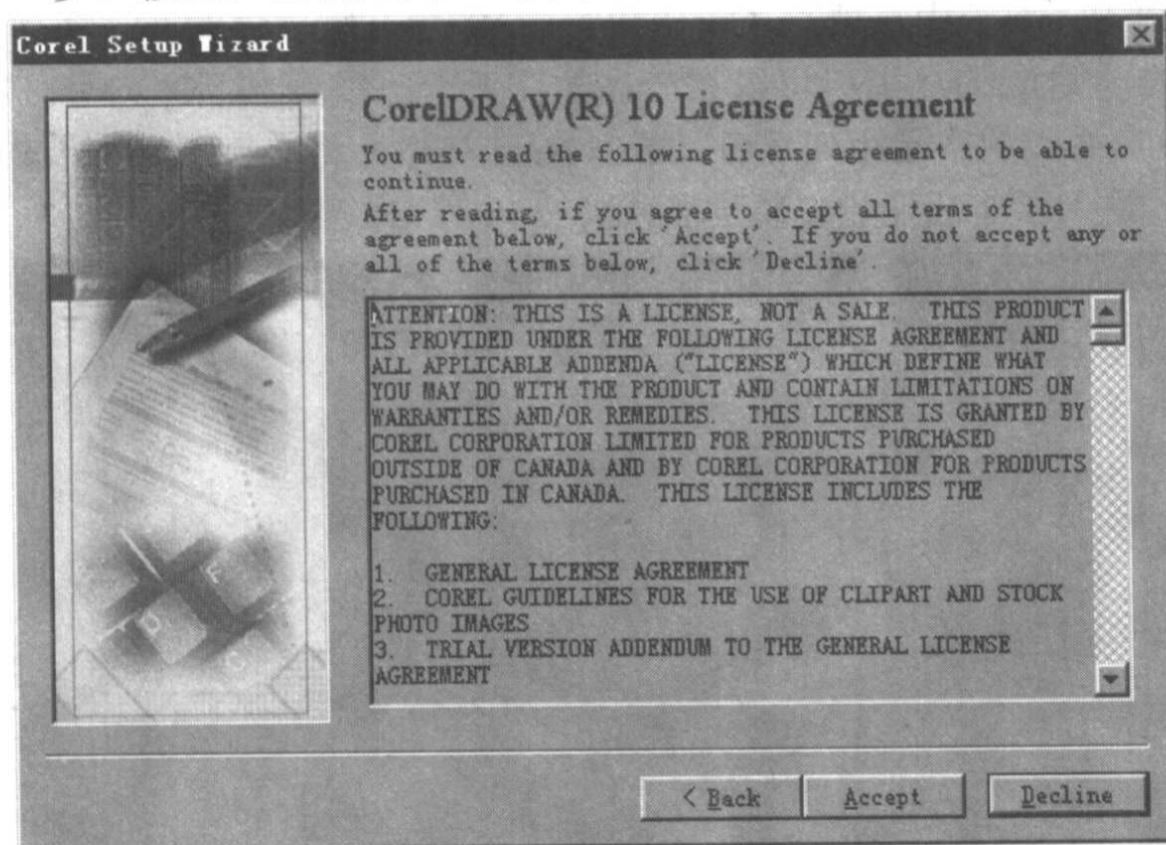 Corel Setup Wizard
CorelDRAW(R) 10 License Agreement
You must read the following license agreement to be able to
continue.
After reading, if you agree to accept all terms of the
agreement below, click 'Accept'. If you do not accept any or
all of the terms below, click 'Decline'.
ATTENTION: THIS IS A LICENSE, NOT A SALE. THIS PRODUCT
IS PROVIDED UNDER THE FOLLOWING LICENSE AGREEMENT AND
ALL APPLICABLE ADDENDA ("LICENSE") WHICH DEFINE WHAT
YOU MAY DO WITH THE PRODUCT AND CONTAIN LIMITATIONS ON
WARRANTIES AND/OR REMEDIES. THIS LICENSE IS GRANTED BY
COREL CORPORATION LIMITED FOR PRODUCTS PURCHASED
OUTSIDE OF CANADA AND BY COREL CORPORATION FOR PRODUCTS
PURCHASED IN CANADA. THIS LICENSE INCLUDES THE
FOLLOWING:
1. GENERAL LICENSE AGREEMENT
2. COREL GUIDELINES FOR THE USE OF CLIPART AND STOCK
PHOTO IMAGES
3. TRIAL VERSION ADDENDUM TO THE GENERAL LICENSE
AGREEMENT
< Back
Accept
Decline